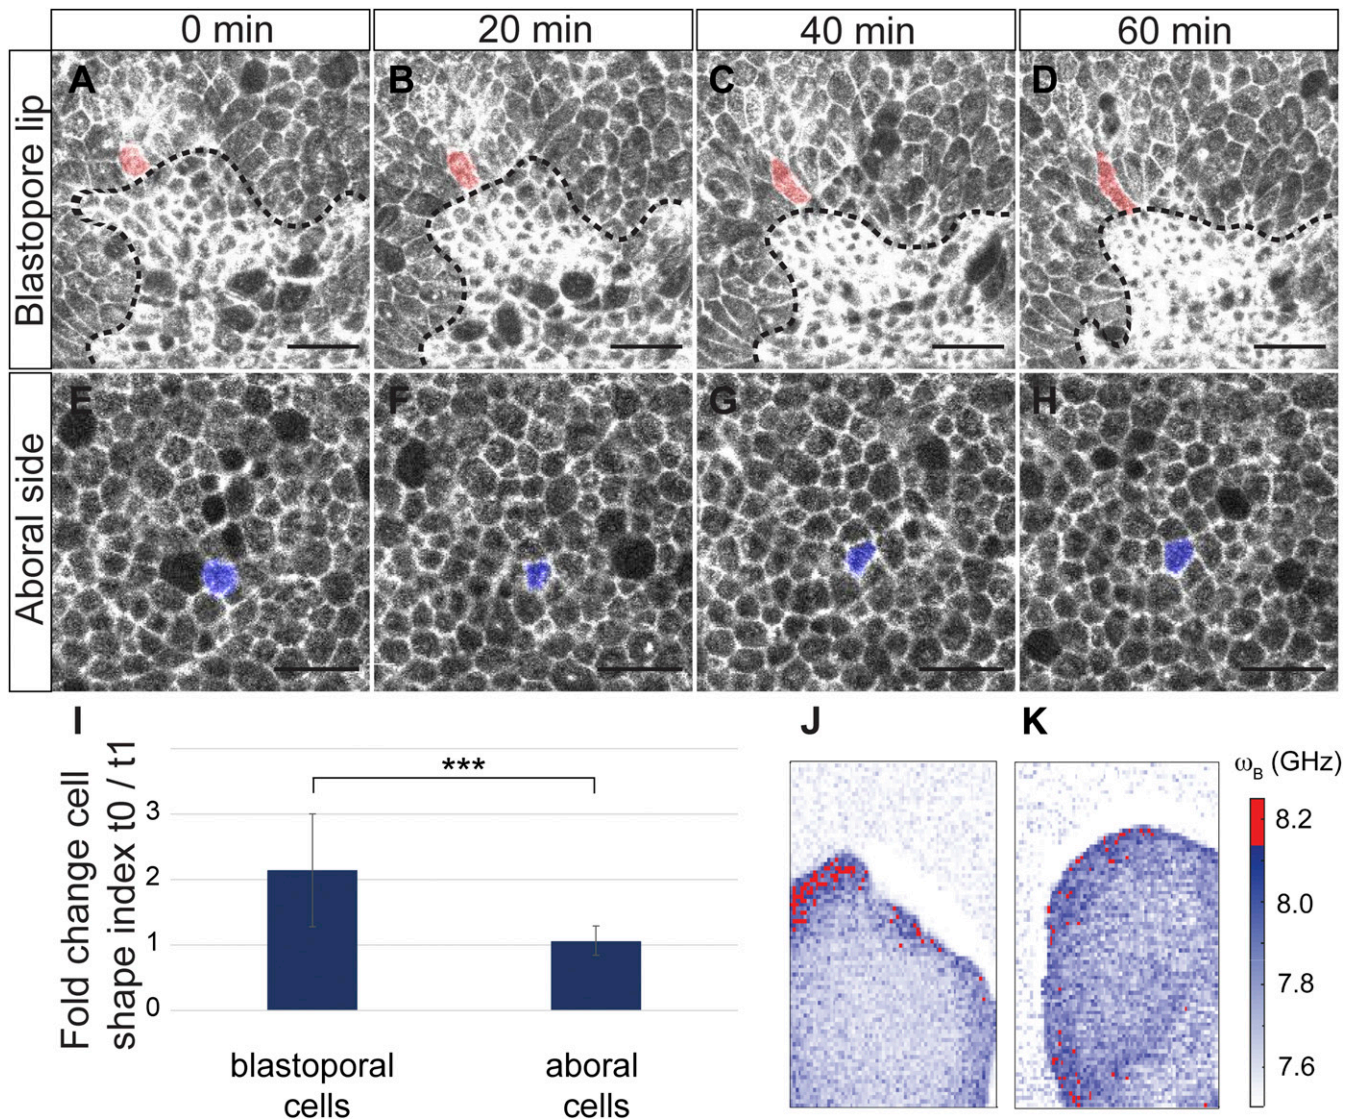 0 min
20 min
40 min
60 min
Blastopore lip
A
B
C
D
Aboral side
E
F
G
H
I
J
K
Fold change cell
shape index t0 / t1
***
3
2
1
0
blastoporal
cells
aboral
cells
ωB (GHz)
8.2
8.0
7.8
7.6